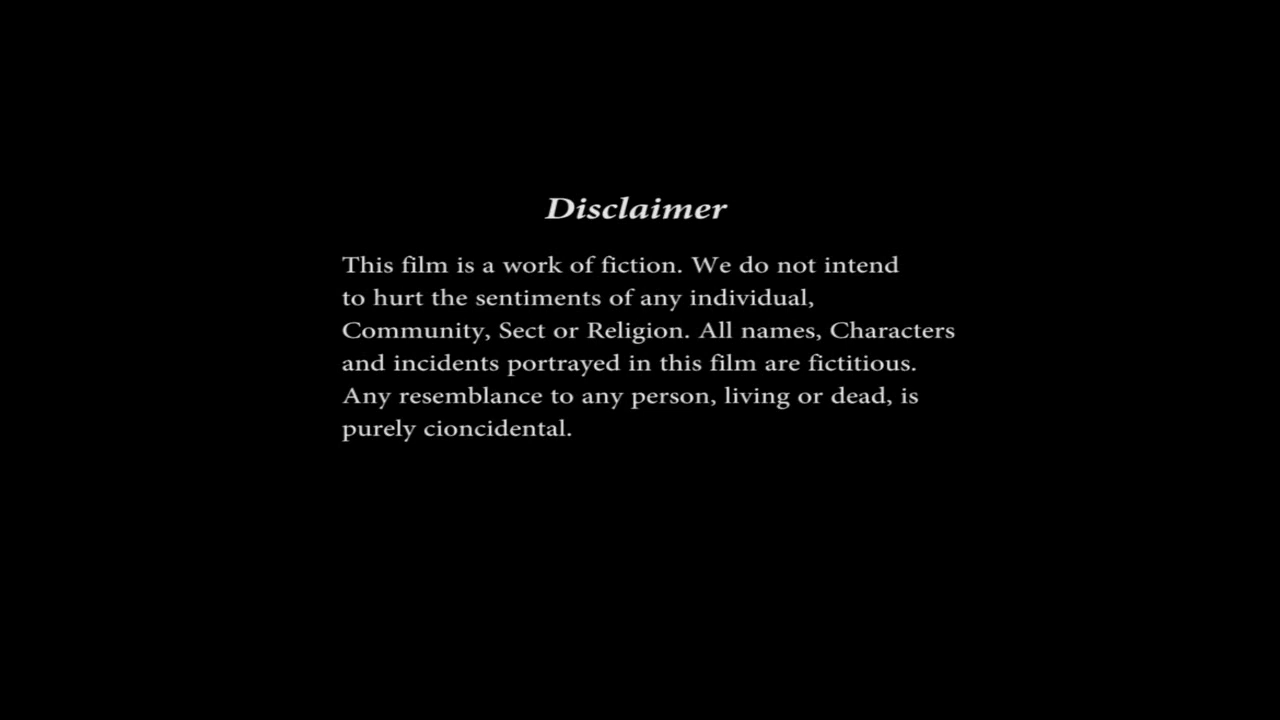 Disclaimer
This film is a work of fiction. We do not intend
to hurt the sentiments of any individual,
Community, Sect or Religion. All names, Characters
and incidents portrayed in this film are fictitious.
Any resemblance to any person, living or dead, is
purely cioncidental.